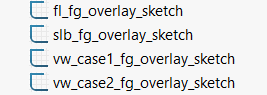 fl_fg_overlay_sketch
slb_fg_overlay_sketch
vw_case1_fg_overlay_sketch
vw_case2_fg_overlay_sketch